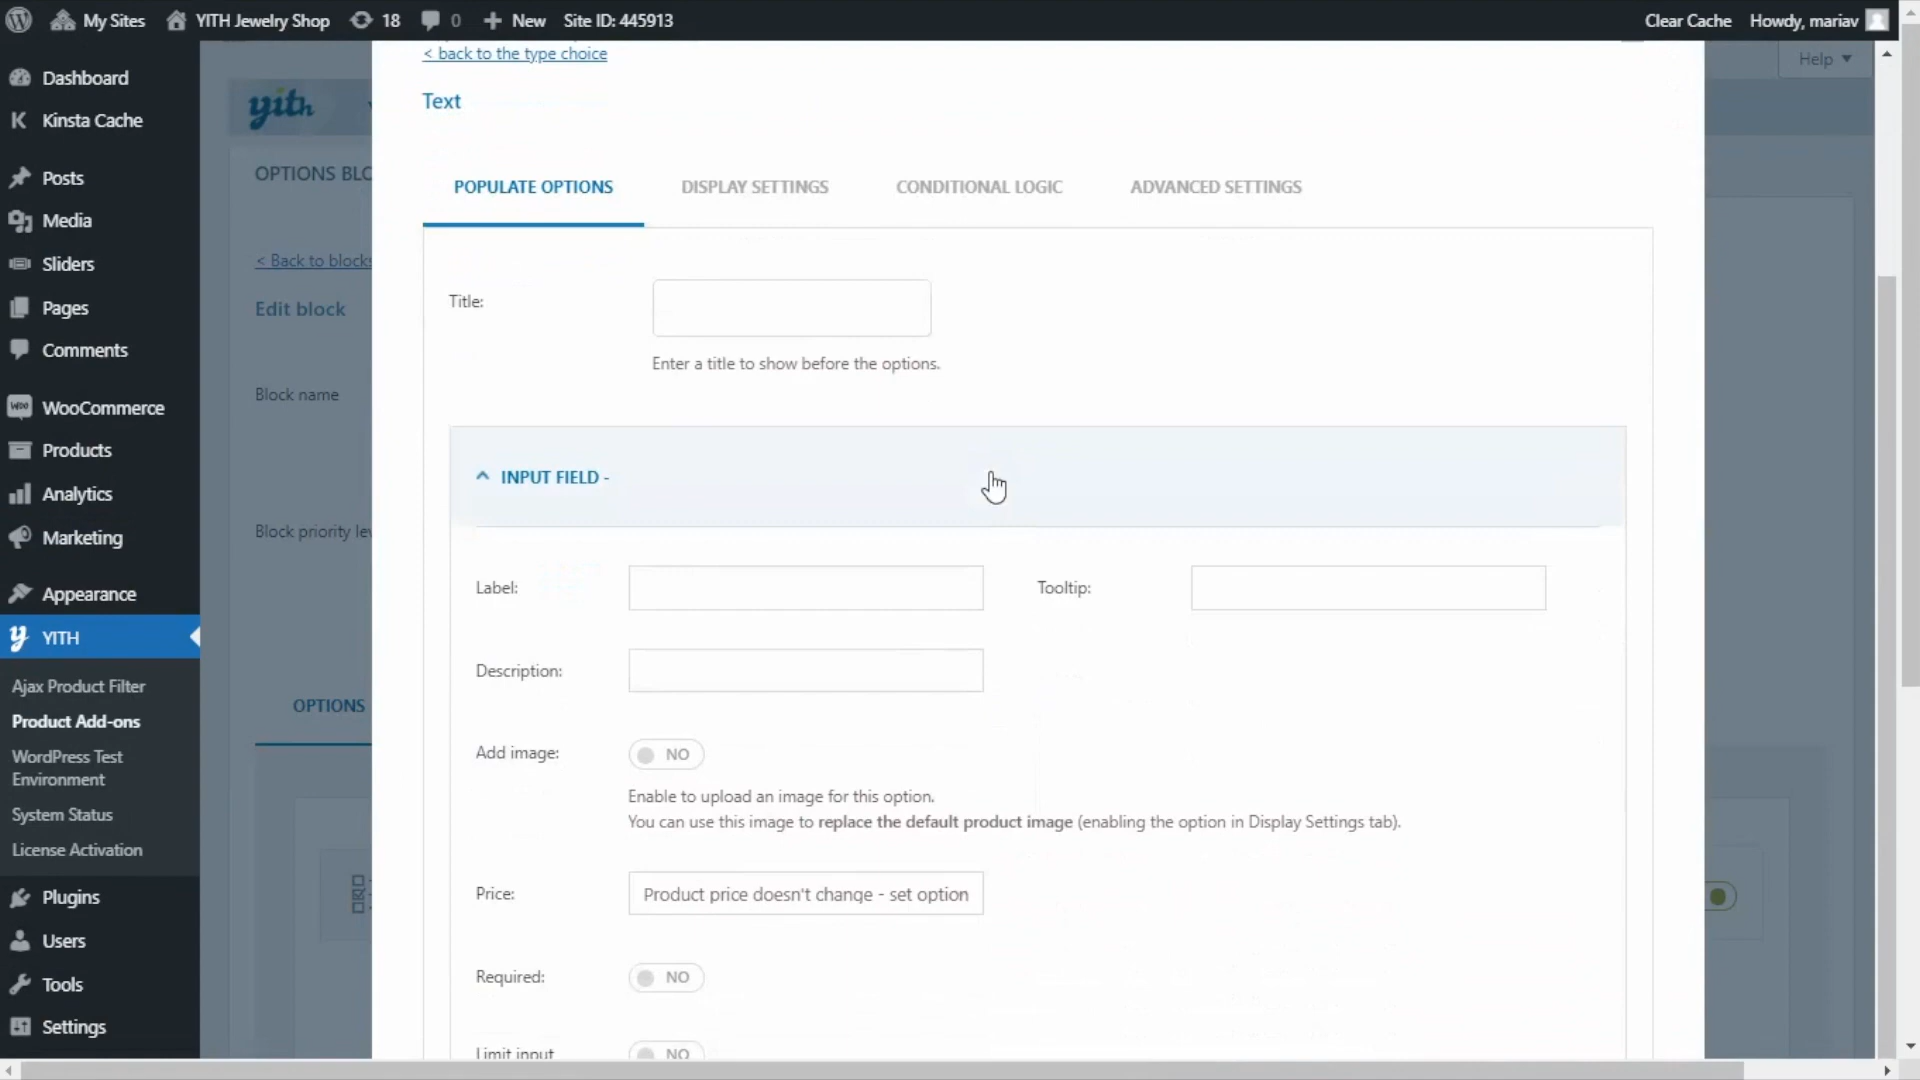 My Sites
YITH Jewelry Shop
18
0
New
Site ID: 445913
Clear Cache
Howdy, mariav
Dashboard
Kinsta Cache
Posts
Media
Sliders
Pages
Comments
WooCommerce
Products
Analytics
Marketing
Appearance
YITH
Ajax Product Filter
Product Add-ons
WordPress Test
Environment
System Status
License Activation
Plugins
Users
Tools
Settings
Help
yith
OPTIONS BLO
< Back to blocks
Edit block
Block name
Block priority lev
OPTIONS
< back to the type choice
Text
POPULATE OPTIONS
DISPLAY SETTINGS
CONDITIONAL LOGIC
ADVANCED SETTINGS
Title:
Enter a title to show before the options.
INPUT FIELD -
Label:
Tooltip:
Description:
Add image:
NO
Enable to upload an image for this option.
You can use this image to replace the default product image (enabling the option in Display Settings tab).
Price:
Product price doesn't change - set option
Required:
NO
Limit input
NO